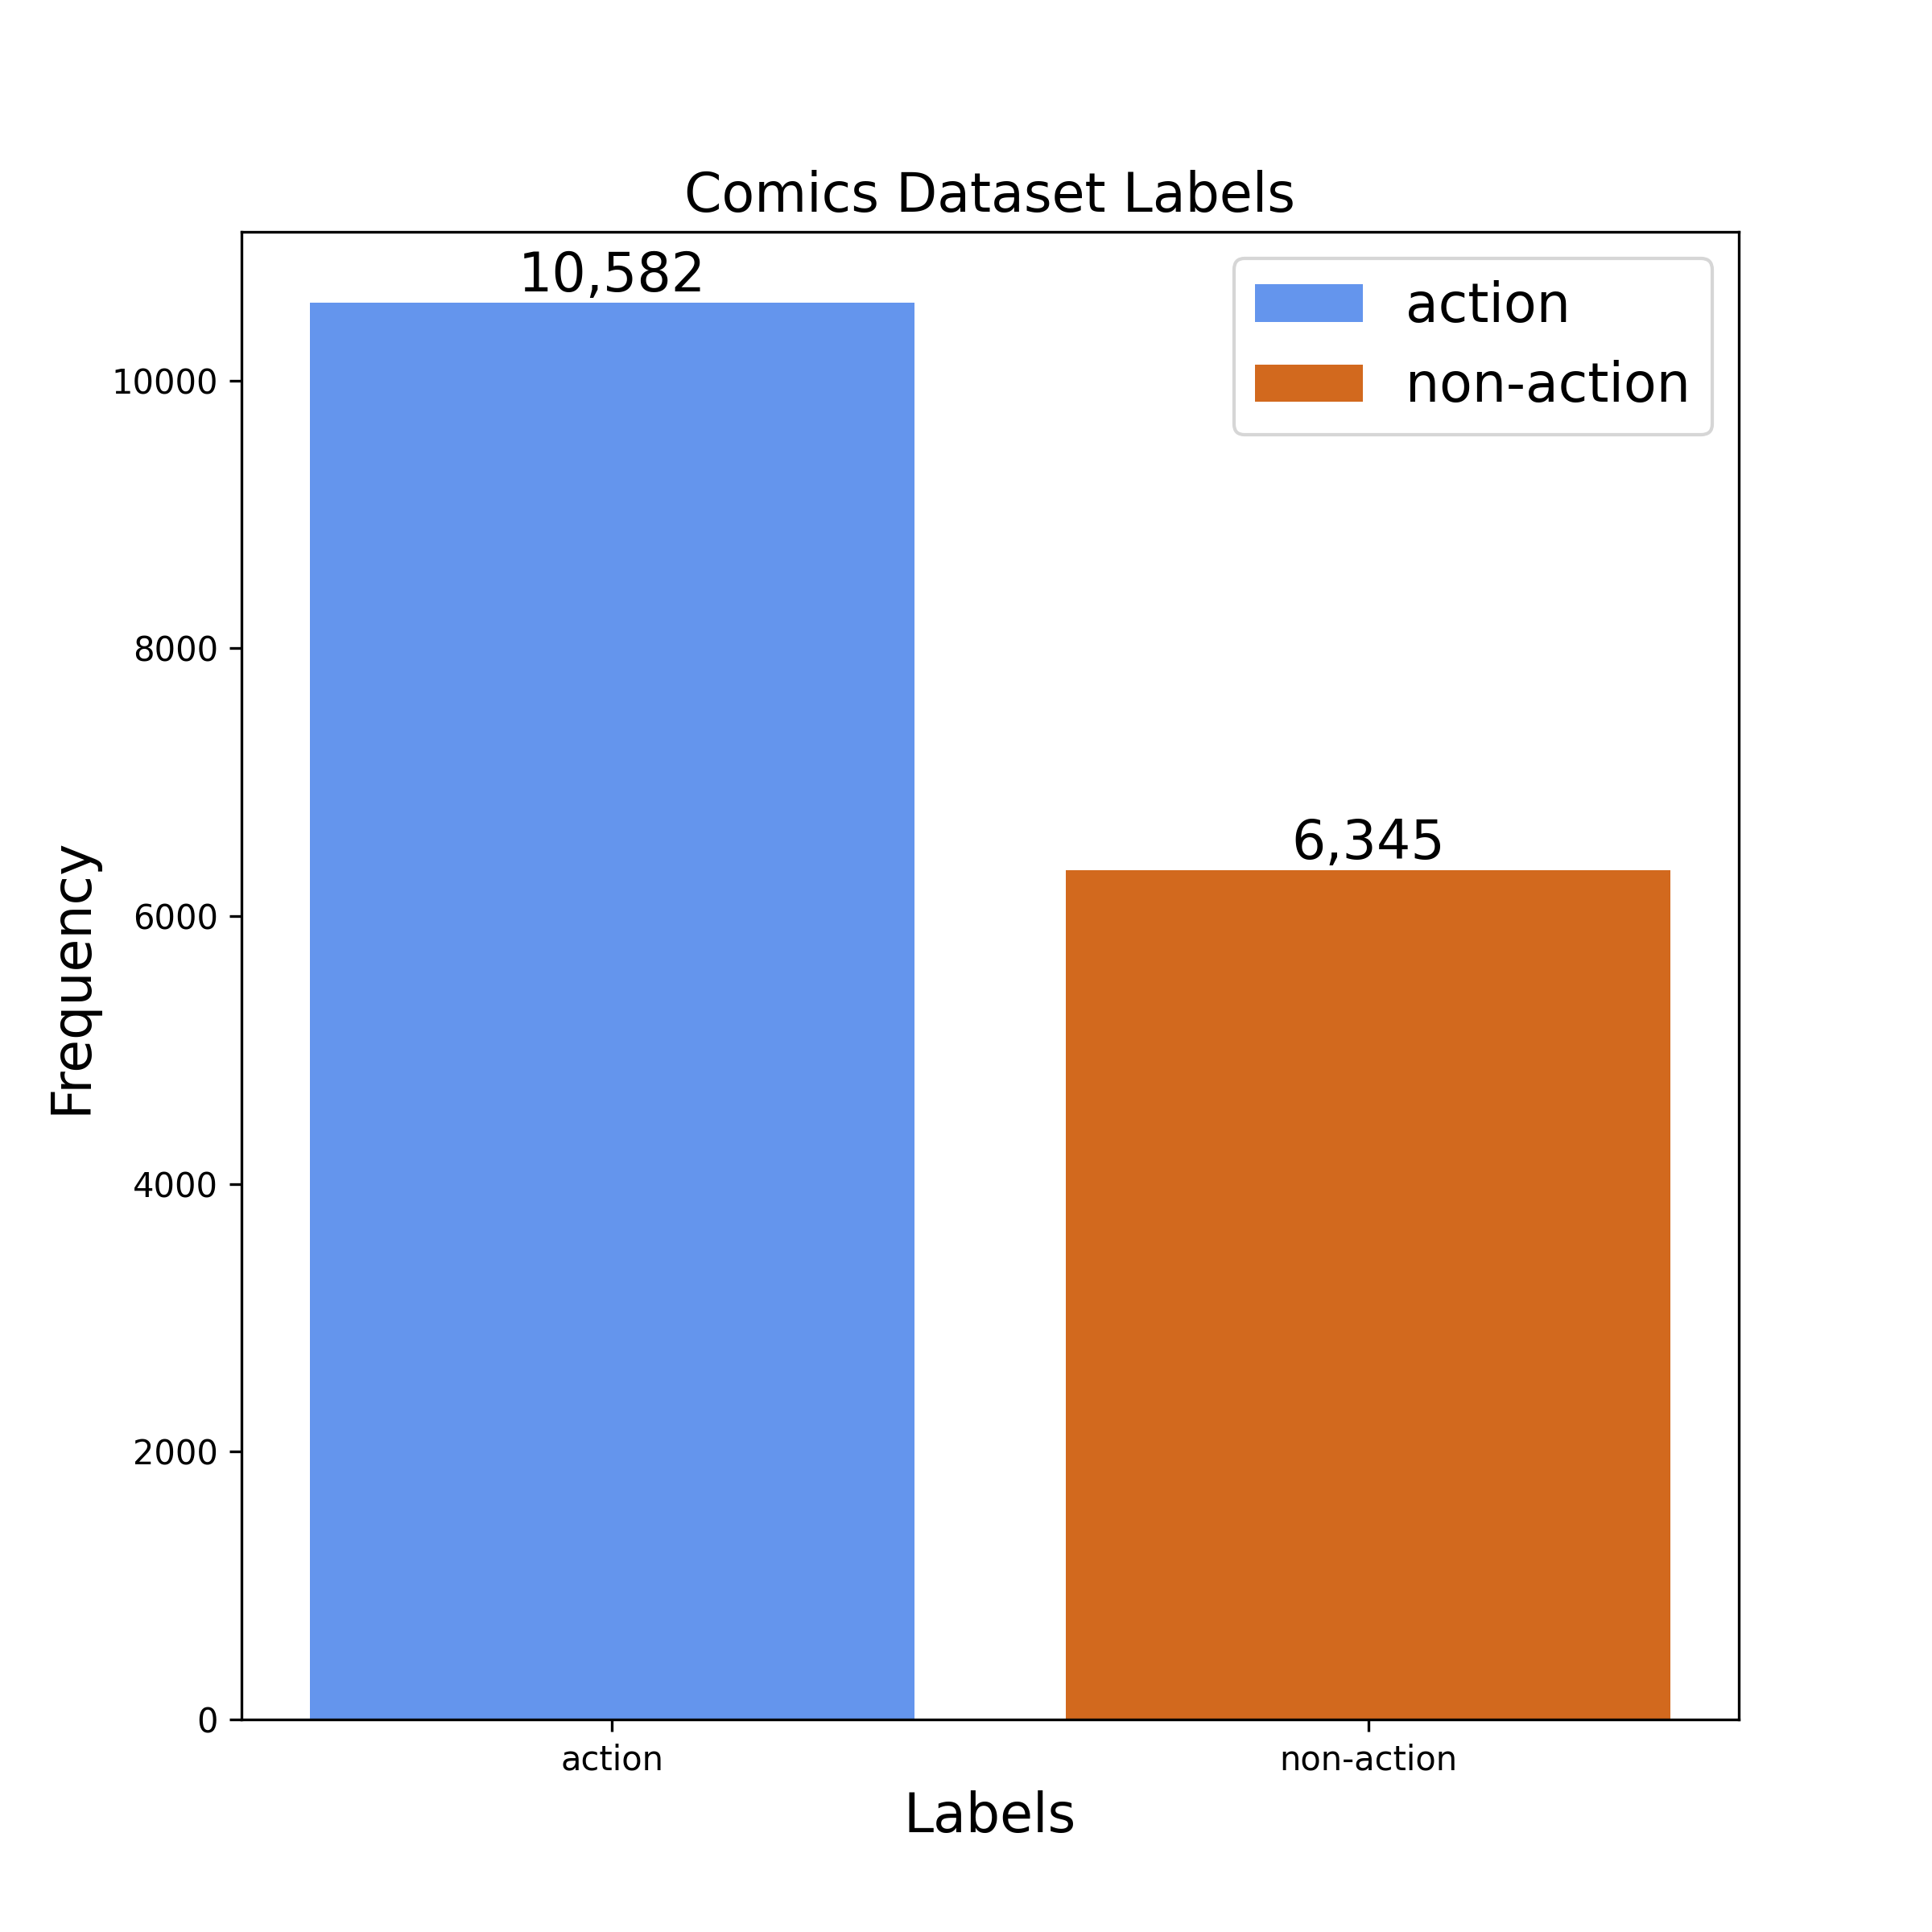 Comics Dataset Labels
10,582
action
non-action
10000
8000
6,345
6000
Frequency
4000
2000
0
action
non-action
Labels